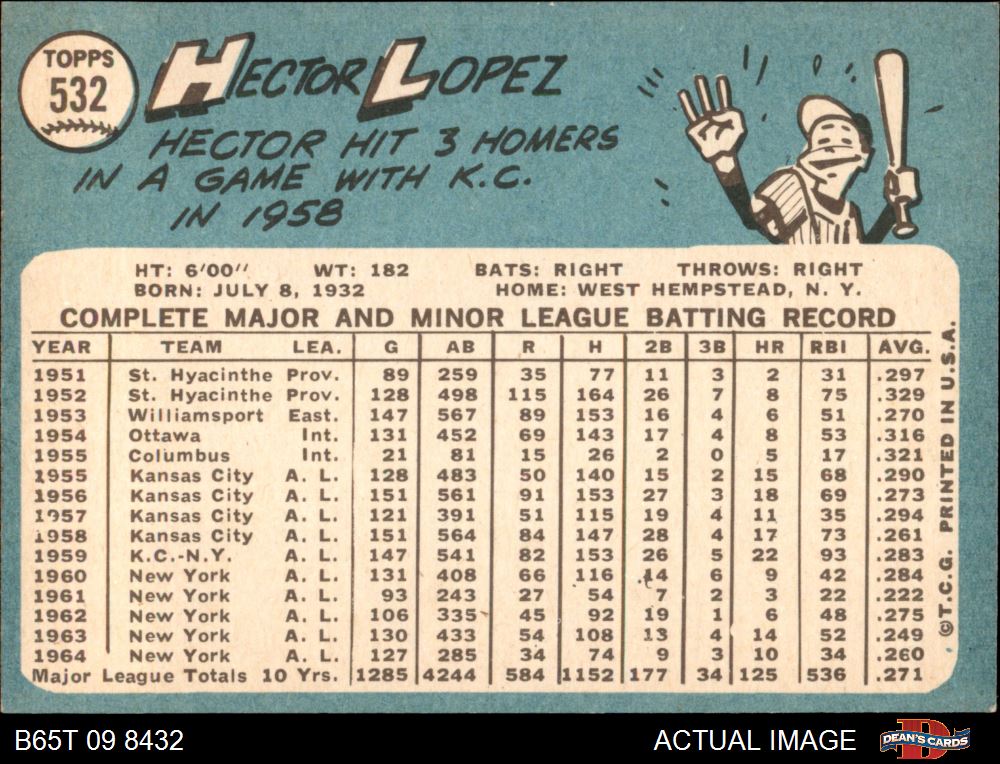 TOPPS
532
HECTOR LOPEZ
HECTOR HIT 3 HOMERS
IN A GAME WITH K.C.
IN 1958
HT: 6'00" WT: 182 BATS: RIGHT THROWS: RIGHT
BORN: JULY 8, 1932 HOME: WEST HEMPSTEAD, N. Y.
COMPLETE MAJOR AND MINOR LEAGUE BATTING RECORD
YEAR TEAM LEA. G AB R H 2B 3B HR RBI AVG.
1951 St. Hyacinthe Prov. 89 259 35 77 11 3 2 31 .297
1952 St. Hyacinthe Prov. 128 498 115 164 26 7 8 75 .329
1953 Williamsport East. 147 567 89 153 16 4 6 51 .270
1954 Ottawa Int. 131 452 69 143 17 4 8 53 .316
1955 Columbus Int. 21 81 15 26 2 0 5 17 .321
1955 Kansas City A. L. 128 483 50 140 15 2 15 68 .290
1956 Kansas City A. L. 151 561 91 153 27 3 18 69 .273
1957 Kansas City A. L. 121 391 51 115 19 4 11 35 .294
1958 Kansas City A. L. 151 564 84 147 28 4 17 73 .261
1959 K.C.-N.Y. A. L. 147 541 82 153 26 5 22 93 .283
1960 New York A. L. 131 408 66 116 14 6 9 42 .284
1961 New York A. L. 93 243 27 54 7 2 3 22 .222
1962 New York A. L. 106 335 45 92 19 1 6 48 .275
1963 New York A. L. 130 433 54 108 13 4 14 52 .249
1964 New York A. L. 127 285 34 74 9 3 10 34 .260
Major League Totals 10 Yrs. 1285 4244 584 1152 177 34 125 536 .271
©T.C.G. PRINTED IN U.S.A.
B65T 09 8432 ACTUAL IMAGE DEAN'S CARDS